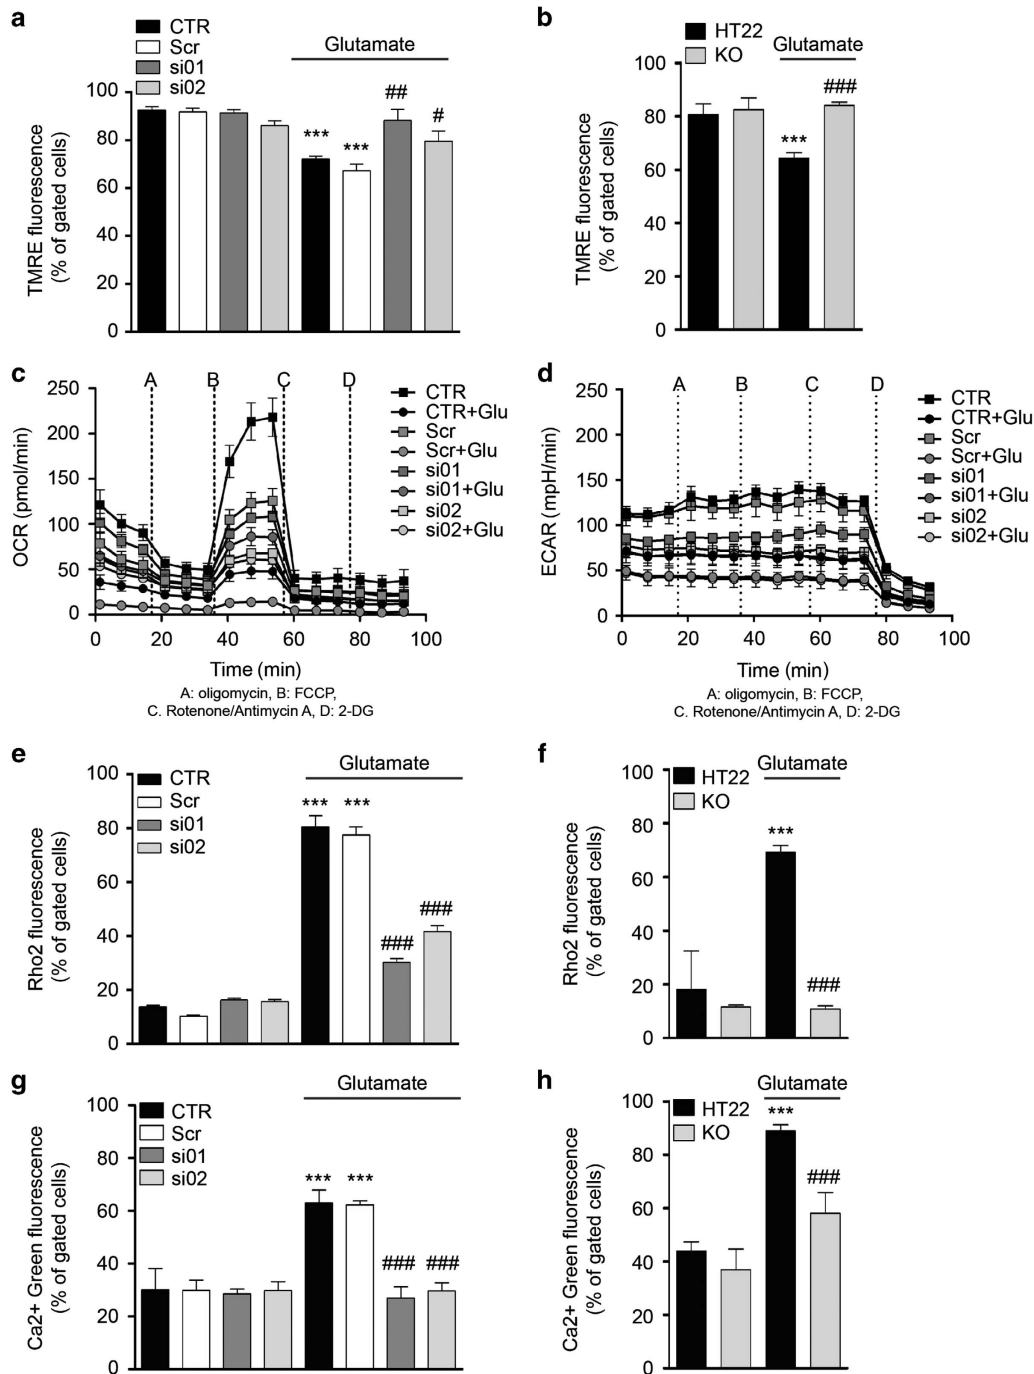 a
CTR
Scr
si01
si02
Glutamate
100
80
60
40
20
0
TMRE fluorescence
(% of gated cells)
***
***
##
#
b
HT22
KO
Glutamate
100
80
60
40
20
0
TMRE fluorescence
(% of gated cells)
***
###
c
A
B
C
D
250
200
150
100
50
0
OCR (pmol/min)
0
20
40
60
80
100
Time (min)
A: oligomycin, B: FCCP,
C. Rotenone/Antimycin A, D: 2-DG
CTR
CTR+Glu
Scr
Scr+Glu
si01
si01+Glu
si02
si02+Glu
d
A
B
C
D
250
200
150
100
50
0
ECAR (mpH/min)
0
20
40
60
80
100
Time (min)
A: oligomycin, B: FCCP,
C. Rotenone/Antimycin A, D: 2-DG
CTR
CTR+Glu
Scr
Scr+Glu
si01
si01+Glu
si02
si02+Glu
e
CTR
Scr
si01
si02
Glutamate
100
80
60
40
20
0
Rho2 fluorescence
(% of gated cells)
***
***
###
###
f
HT22
KO
Glutamate
100
80
60
40
20
0
Rho2 fluorescence
(% of gated cells)
***
###
g
CTR
Scr
si01
si02
Glutamate
100
80
60
40
20
0
Ca2+ Green fluorescence
(% of gated cells)
***
***
###
###
h
HT22
KO
Glutamate
100
80
60
40
20
0
Ca2+ Green fluorescence
(% of gated cells)
***
###